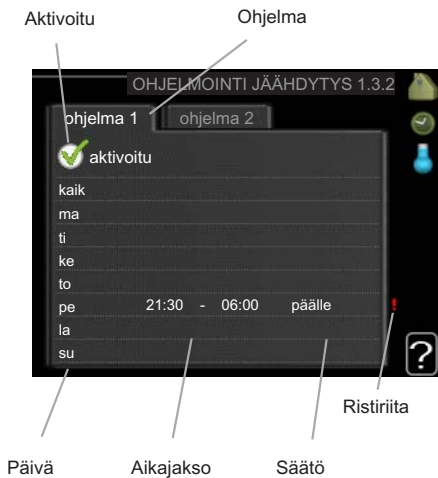 Aktivoitu Ohjelma
OHJELMOINTI JÄÄHDYTYS 1.3.2
ohjelma 1 ohjelma 2
aktivoitu
kaik
ma
ti
ke
to
pe 21:30 - 06:00 päälle !
la
su
?
Ristiriita
Päivä Aikajakso Säätö